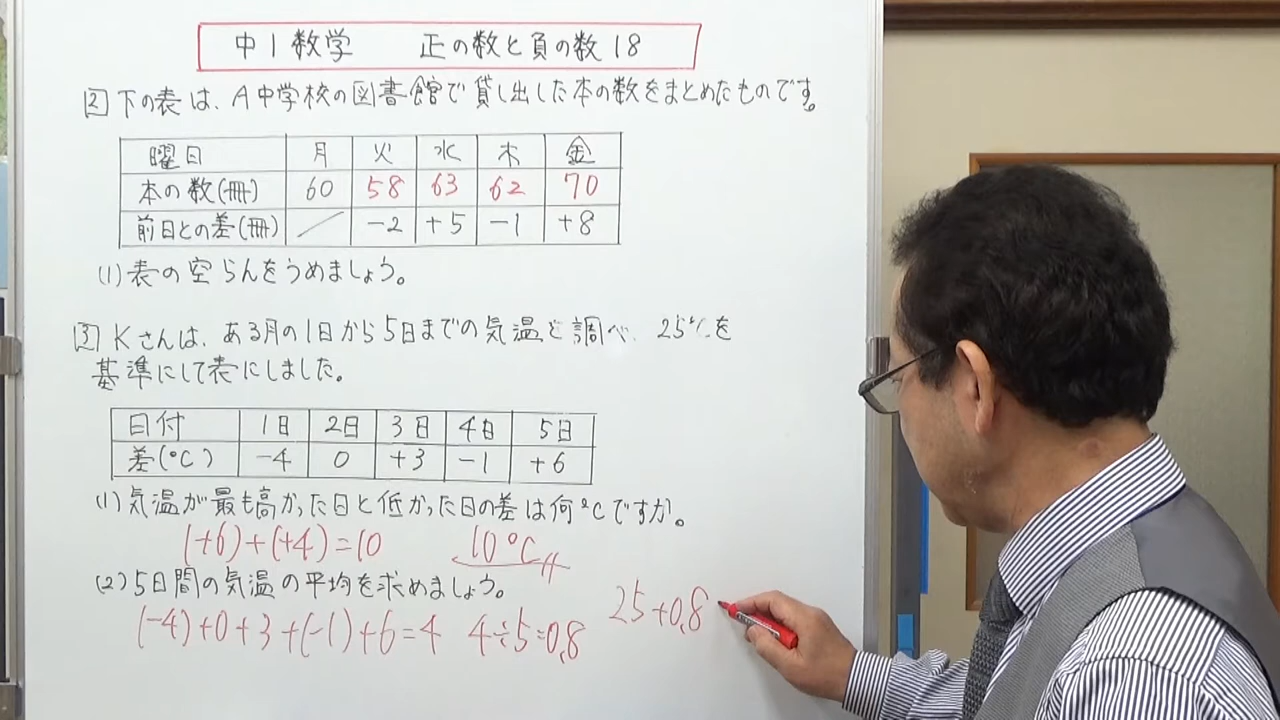 中1数学 正の数と負の数18
2 下の表は、A中学校の図書館で貸し出した本の数をまとめたものです。
曜日 月 火 水 木 金
本の数(冊) 60 58 63 62 70
前日との差(冊) ／ -2 +5 -1 +8
(1)表の空らんをうめましょう。
3 Kさんは、ある月の1日から5日までの気温を調べ、25℃を
基準にして表にしました。
日付 1日 2日 3日 4日 5日
差(℃) -4 0 +3 -1 +6
(1)気温が最も高かった日と低かった日の差は何℃ですか。
(+6)+(+4)=10 10℃
(2)5日間の気温の平均を求めましょう。
(-4)+0+3+(-1)+6=4 4÷5=0.8 25+0.8